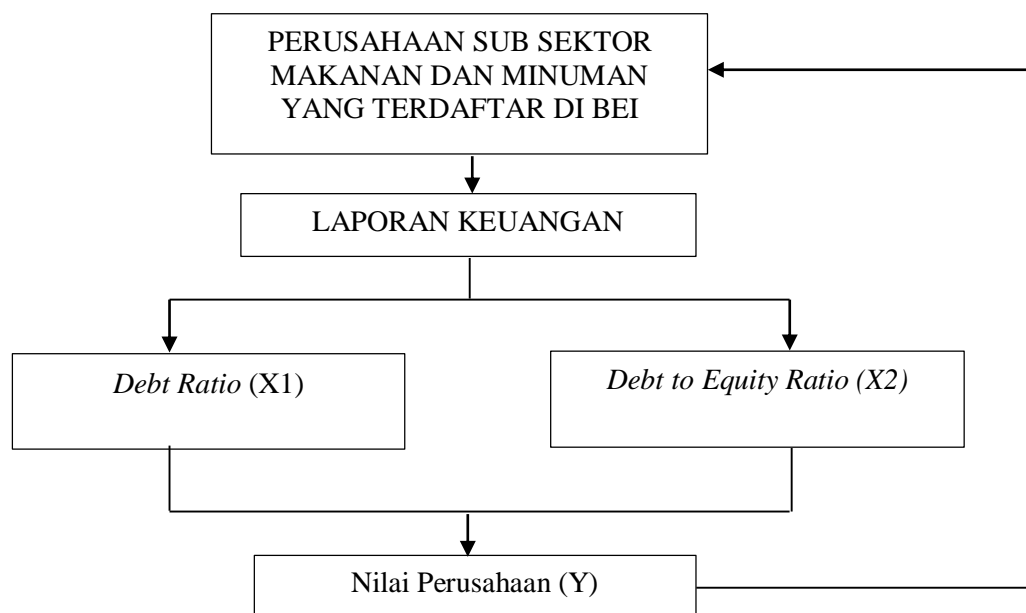 PERUSAHAAN SUB SEKTOR
MAKANAN DAN MINUMAN
YANG TERDAFTAR DI BEI
LAPORAN KEUANGAN
Debt Ratio (X1)
Debt to Equity Ratio (X2)
Nilai Perusahaan (Y)